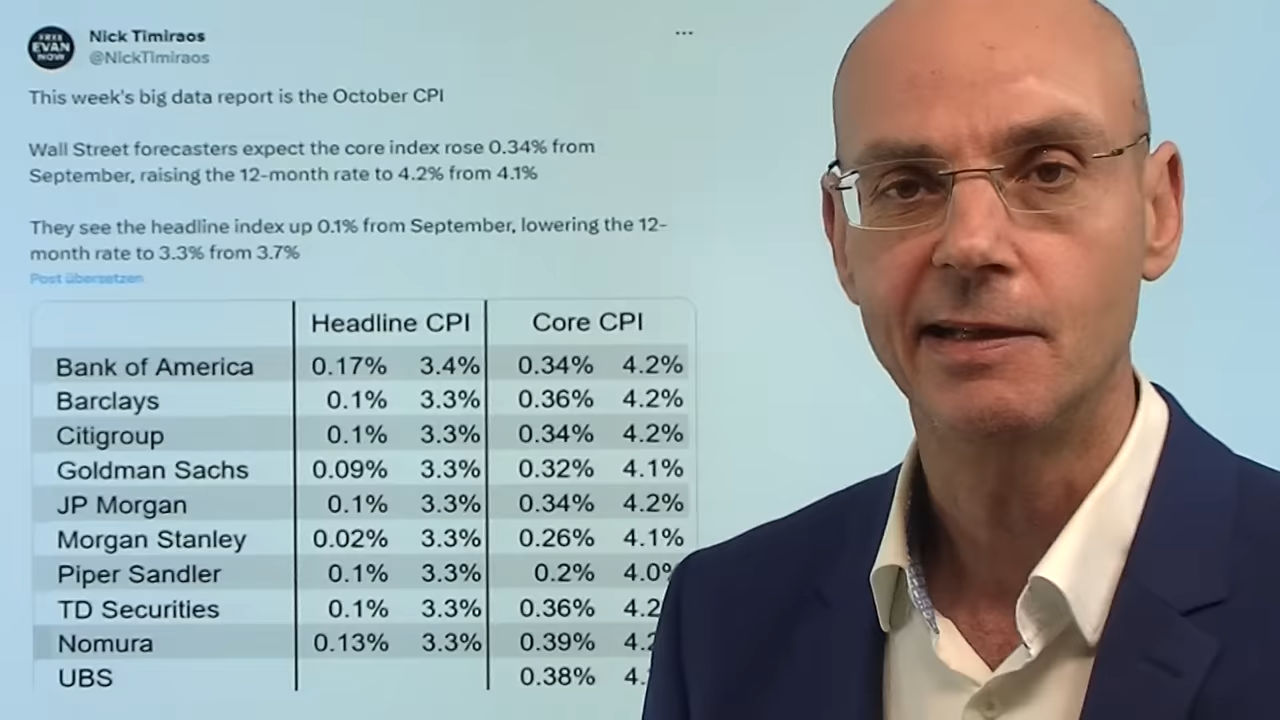 FREE
EVAN
NOW
Nick Timiraos
@NickTimiraos
...
This week's big data report is the October CPI
Wall Street forecasters expect the core index rose 0.34% from
September, raising the 12-month rate to 4.2% from 4.1%
They see the headline index up 0.1% from September, lowering the 12-
month rate to 3.3% from 3.7%
Post übersetzen
Headline CPI Core CPI
Bank of America 0.17% 3.4% 0.34% 4.2%
Barclays 0.1% 3.3% 0.36% 4.2%
Citigroup 0.1% 3.3% 0.34% 4.2%
Goldman Sachs 0.09% 3.3% 0.32% 4.1%
JP Morgan 0.1% 3.3% 0.34% 4.2%
Morgan Stanley 0.02% 3.3% 0.26% 4.1%
Piper Sandler 0.1% 3.3% 0.2% 4.0%
TD Securities 0.1% 3.3% 0.36% 4.2
Nomura 0.13% 3.3% 0.39% 4.2
UBS 0.38% 4.